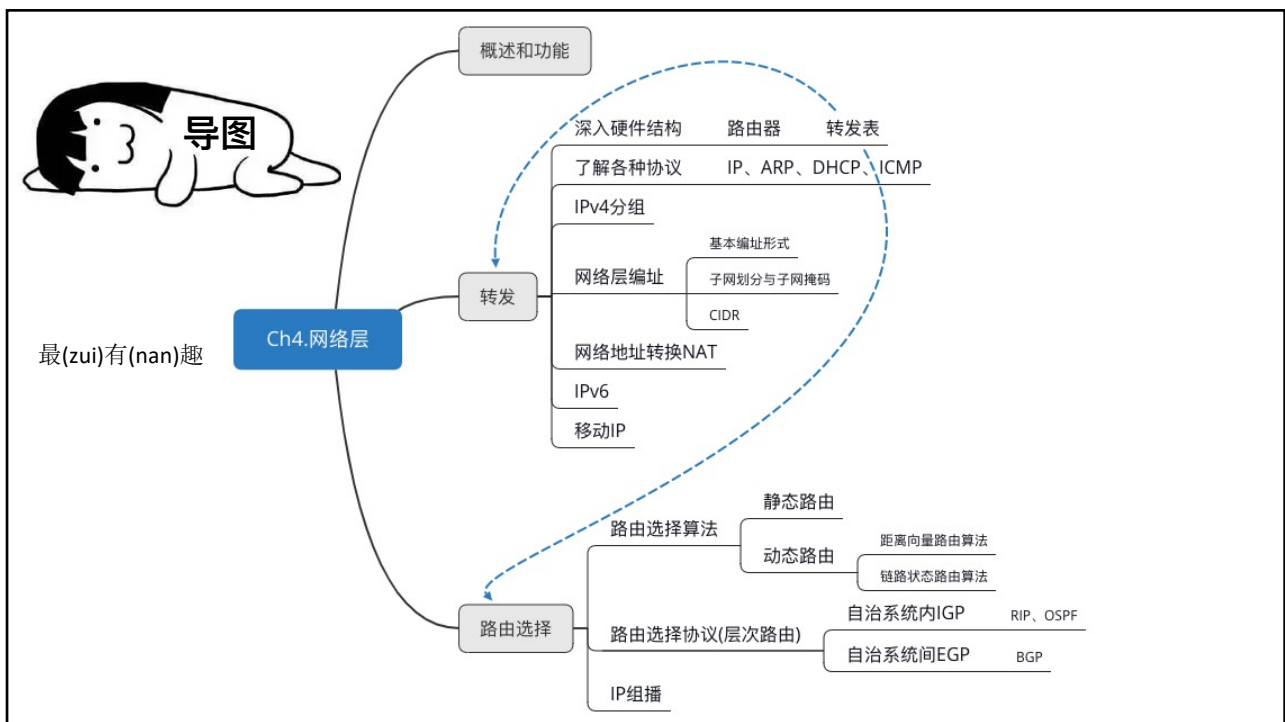 导图
最(zui)有(nan)趣
Ch4.网络层
概述和功能
转发
深入硬件结构 路由器 转发表
了解各种协议 IP、ARP、DHCP、ICMP
IPv4分组
网络层编址
基本编址形式
子网划分与子网掩码
CIDR
网络地址转换NAT
IPv6
移动IP
路由选择
路由选择算法
静态路由
动态路由
距离向量路由算法
链路状态路由算法
路由选择协议(层次路由)
自治系统内IGP RIP、OSPF
自治系统间EGP BGP
IP组播